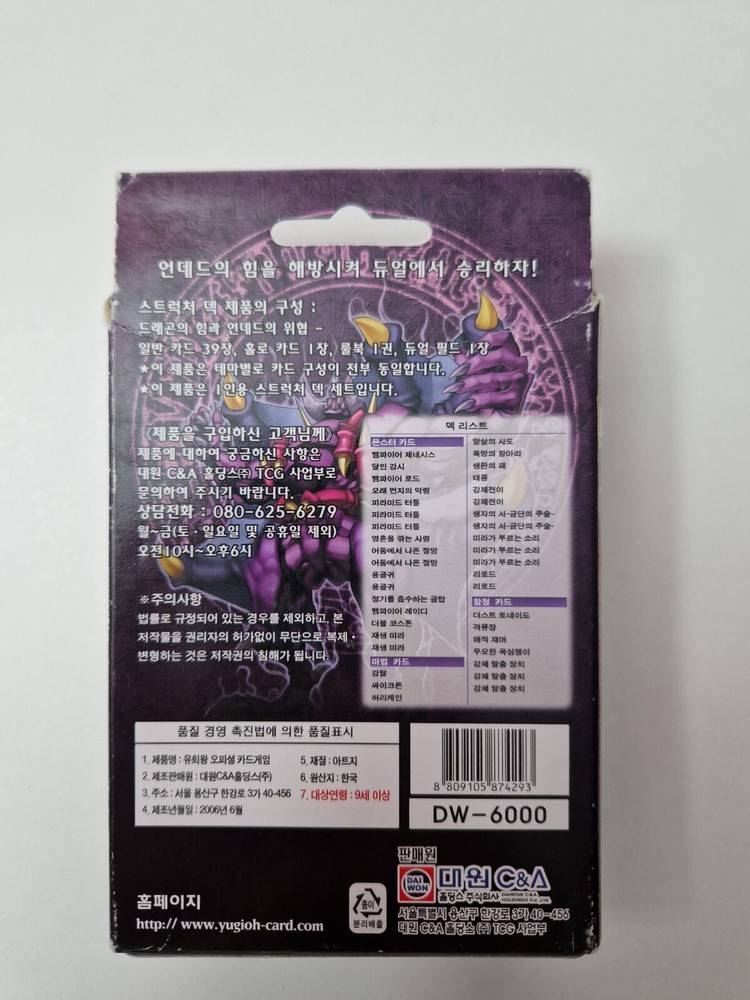 언데드의 힘을 해방시켜 듀얼에서 승리하자!
스트럭처 덱 제품의 구성 :
드래곤의 힘과 언데드의 위협 -
일반 카드 39장, 홀로 카드 1장, 룰북 1권, 듀얼 필드 1장
★이 제품은 테마별로 카드 구성이 전부 동일합니다.
★이 제품은 1인용 스트럭처 덱 세트입니다.
《제품을 구입하신 고객님께》
제품에 대하여 궁금하신 사항은
대원 C&A 홀딩스㈜ TCG 사업부로
문의하여 주시기 바랍니다.
상담전화 : 080-625-6279
월~금(토·일요일 및 공휴일 제외)
오전10시~오후6시
※주의사항
법률로 규정되어 있는 경우를 제외하고, 본
저작물을 권리자의 허가없이 무단으로 복제·
변형하는 것은 저작권의 침해가 됩니다.
덱 리스트
몬스터 카드
뱀파이어 제네시스
달인 강시
뱀파이어 로드
모래 먼지의 악령
피라미드 터틀
피라미드 터틀
피라미드 터틀
영혼을 깎는 사령
어둠에서 나온 절망
어둠에서 나온 절망
용골귀
용골귀
정기를 흡수하는 골탑
뱀파이어 레이디
더블 코스톤
재생 미라
재생 미라
마법 카드
강탈
싸이크론
허리케인
말살의 사도
욕망의 항아리
생환의 패
태풍
강제전이
강제전이
생자의 서-금단의 주술-
생자의 서-금단의 주술-
미라가 부르는 소리
미라가 부르는 소리
미라가 부르는 소리
리로드
리로드
함정 카드
더스트 토네이도
격류장
매직 재머
무모한 욕심쟁이
강제 탈출 장치
강제 탈출 장치
강제 탈출 장치
품질 경영 촉진법에 의한 품질표시
1. 제품명 : 유희왕 오피셜 카드게임
2. 제조판매원 : 대원C&A홀딩스(주)
3. 주소 : 서울 용산구 한강로 3가 40-456
4. 제조년월일 : 2006년 6월
5. 재질 : 아트지
6. 원산지 : 한국
7. 대상연령 : 9세 이상
8 809105 874293
DW-6000
홈페이지
http:// www.yugioh-card.com
종이
분리배출
판매원
DAI WON
대원 C&A
홀딩스 주식회사 DAIWON C&A HOLDINGS Co.,Ltd.
서울특별시 용산구 한강로 3가 40-456
대원 C&A 홀딩스 (주) TCG 사업부